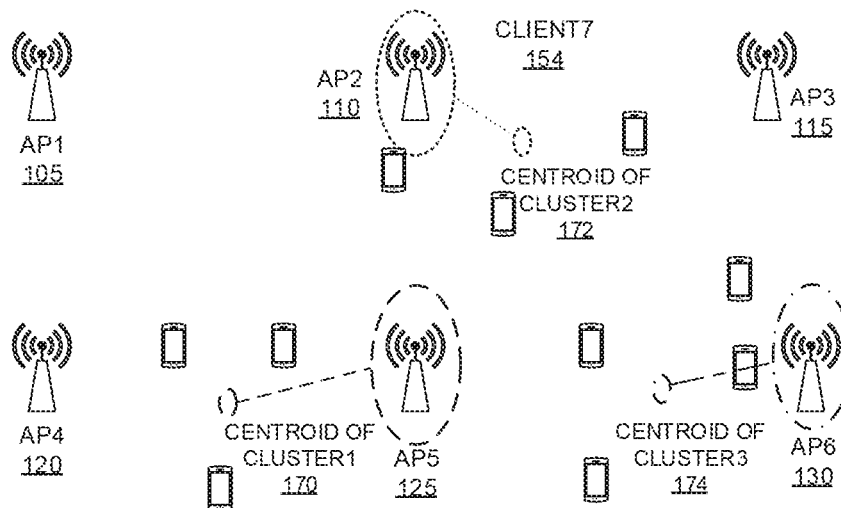 CLIENT7
154
AP2
110
AP3
115
AP1
105
CENTROID OF
CLUSTER2
172
AP4
120
CENTROID OF
CLUSTER1
170
AP5
125
CENTROID OF
CLUSTER3
174
AP6
130